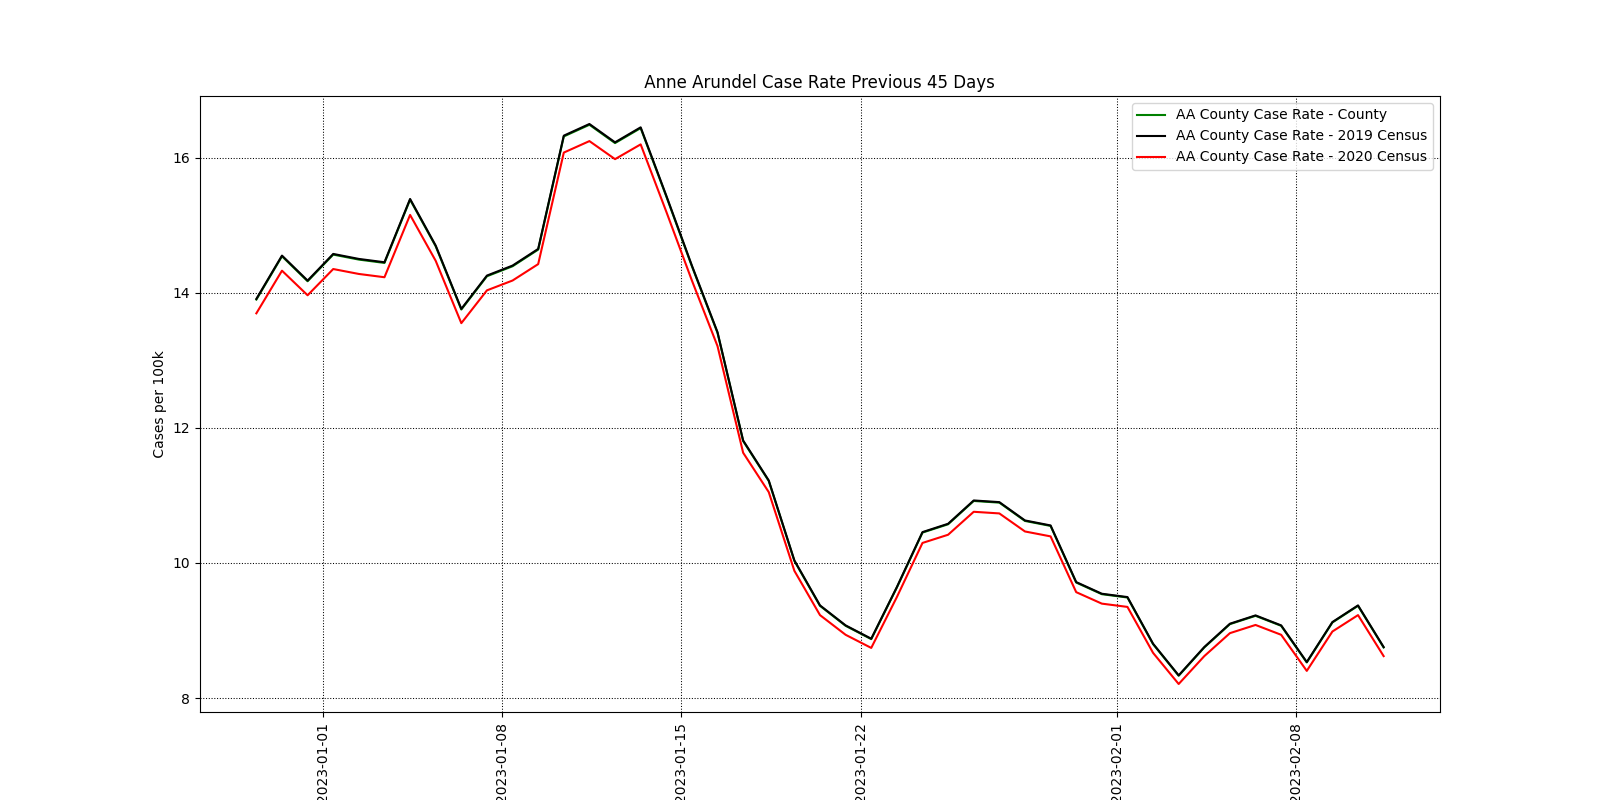 Anne Arundel Case Rate Previous 45 Days
AA County Case Rate - County
AA County Case Rate - 2019 Census
AA County Case Rate - 2020 Census
Cases per 100k
16
14
12
10
8
2023-01-01
2023-01-08
2023-01-15
2023-01-22
2023-02-01
2023-02-08